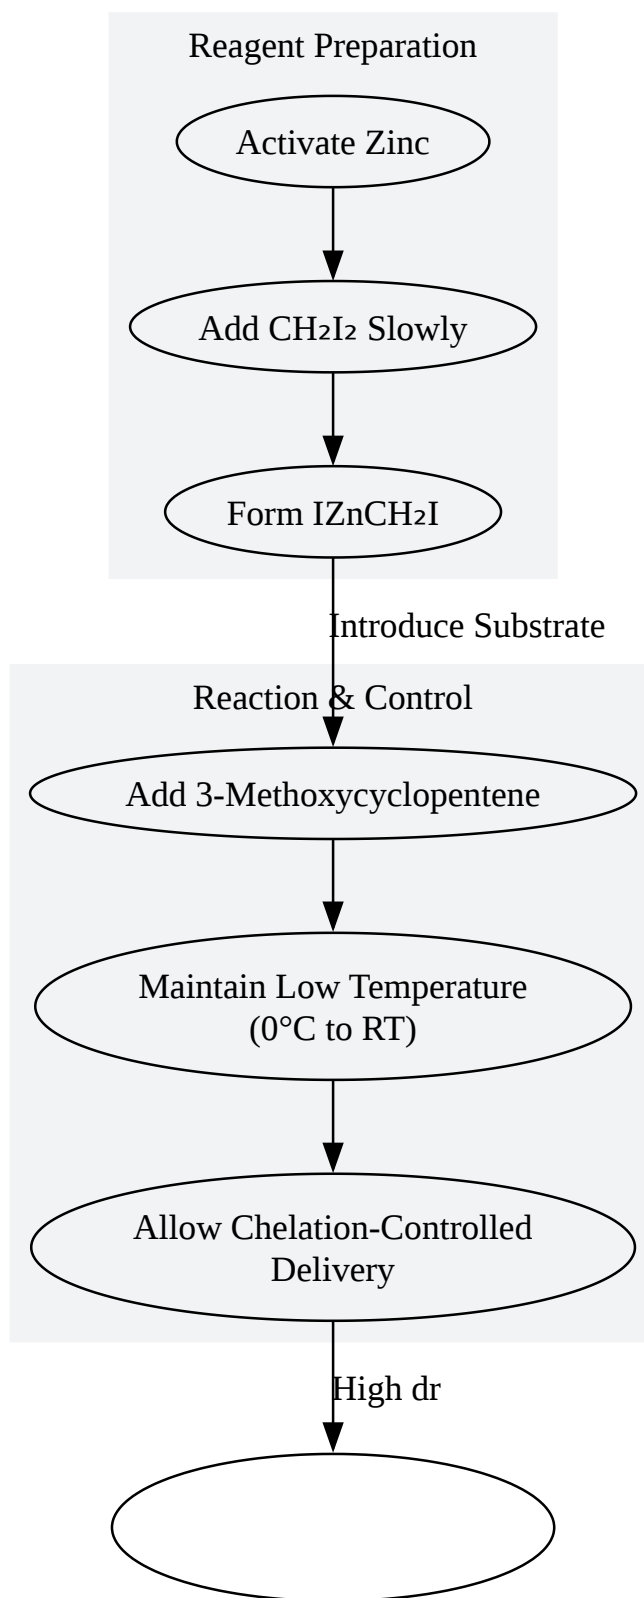 Reagent Preparation
Activate Zinc
Add CH₂I₂ Slowly
Form IZnCH₂I
Introduce Substrate
Reaction & Control
Add 3-Methoxycyclopentene
Maintain Low Temperature
(0°C to RT)
Allow Chelation-Controlled
Delivery
High dr